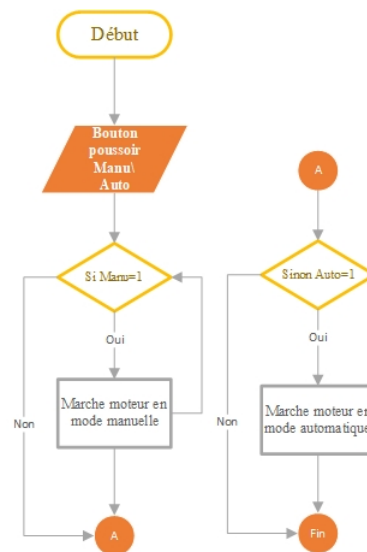 Début
Bouton
poussoir
Manu\
Auto
Si Manu=1
Oui
Non
Marche moteur en
mode manuelle
A
A
Sinon Auto=1
Oui
Non
Marche moteur en
mode automatique
Fin